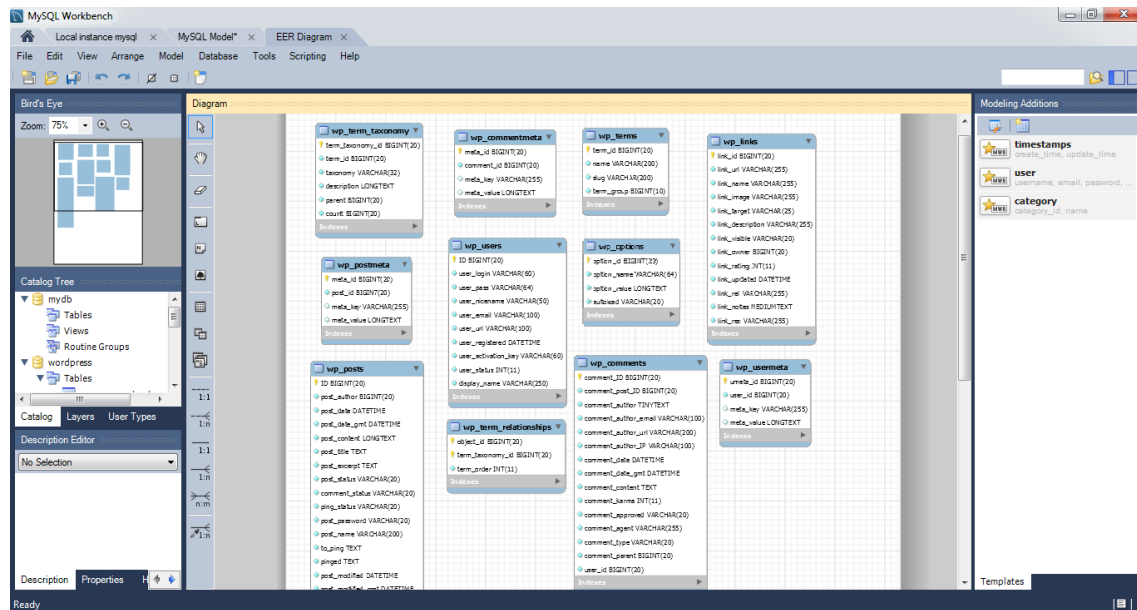 MySQL Workbench
Local instance mysql
MySQL Model*
EER Diagram
File Edit View Arrange Model Database Tools Scripting Help
Bird's Eye
Zoom: 75%
Catalog Tree
mydb
Tables
Views
Routine Groups
wordpress
Tables
Catalog Layers User Types
Description Editor
No Selection
Description Properties H
Ready
Diagram
1:1
1:n
1:1
1:n
n:m
1:n
wp_term_taxonomy
term_taxonomy_id BIGINT(20)
term_id BIGINT(20)
taxonomy VARCHAR(32)
description LONGTEXT
parent BIGINT(20)
count BIGINT(20)
Indexes
wp_commentmeta
meta_id BIGINT(20)
comment_id BIGINT(20)
meta_key VARCHAR(255)
meta_value LONGTEXT
Indexes
wp_terms
term_id BIGINT(20)
name VARCHAR(200)
slug VARCHAR(200)
term_group BIGINT(10)
Indexes
wp_links
link_id BIGINT(20)
link_url VARCHAR(255)
link_name VARCHAR(255)
link_image VARCHAR(255)
link_target VARCHAR(25)
link_description VARCHAR(255)
link_visible VARCHAR(20)
link_owner BIGINT(20)
link_rating INT(11)
link_updated DATETIME
link_rel VARCHAR(255)
link_notes MEDIUMTEXT
link_rss VARCHAR(255)
Indexes
wp_postmeta
meta_id BIGINT(20)
post_id BIGINT(20)
meta_key VARCHAR(255)
meta_value LONGTEXT
Indexes
wp_users
ID BIGINT(20)
user_login VARCHAR(60)
user_pass VARCHAR(64)
user_nicename VARCHAR(50)
user_email VARCHAR(100)
user_url VARCHAR(100)
user_registered DATETIME
user_activation_key VARCHAR(60)
user_status INT(11)
display_name VARCHAR(250)
Indexes
wp_options
option_id BIGINT(20)
option_name VARCHAR(64)
option_value LONGTEXT
autoload VARCHAR(20)
Indexes
wp_posts
ID BIGINT(20)
post_author BIGINT(20)
post_date DATETIME
post_date_gmt DATETIME
post_content LONGTEXT
post_title TEXT
post_excerpt TEXT
post_status VARCHAR(20)
comment_status VARCHAR(20)
ping_status VARCHAR(20)
post_password VARCHAR(20)
post_name VARCHAR(200)
to_ping TEXT
pinged TEXT
post_modified DATETIME
post_modified_gmt DATETIME
wp_term_relationships
object_id BIGINT(20)
term_taxonomy_id BIGINT(20)
term_order INT(11)
Indexes
wp_comments
comment_ID BIGINT(20)
comment_post_ID BIGINT(20)
comment_author TINYTEXT
comment_author_email VARCHAR(100)
comment_author_url VARCHAR(200)
comment_author_IP VARCHAR(100)
comment_date DATETIME
comment_date_gmt DATETIME
comment_content TEXT
comment_karma INT(11)
comment_approved VARCHAR(20)
comment_agent VARCHAR(255)
comment_type VARCHAR(20)
comment_parent BIGINT(20)
user_id BIGINT(20)
Indexes
wp_usermeta
umeta_id BIGINT(20)
user_id BIGINT(20)
meta_key VARCHAR(255)
meta_value LONGTEXT
Indexes
Modeling Additions
timestamps
create_time, update_time
user
username, email, password, ...
category
category_id, name
Templates